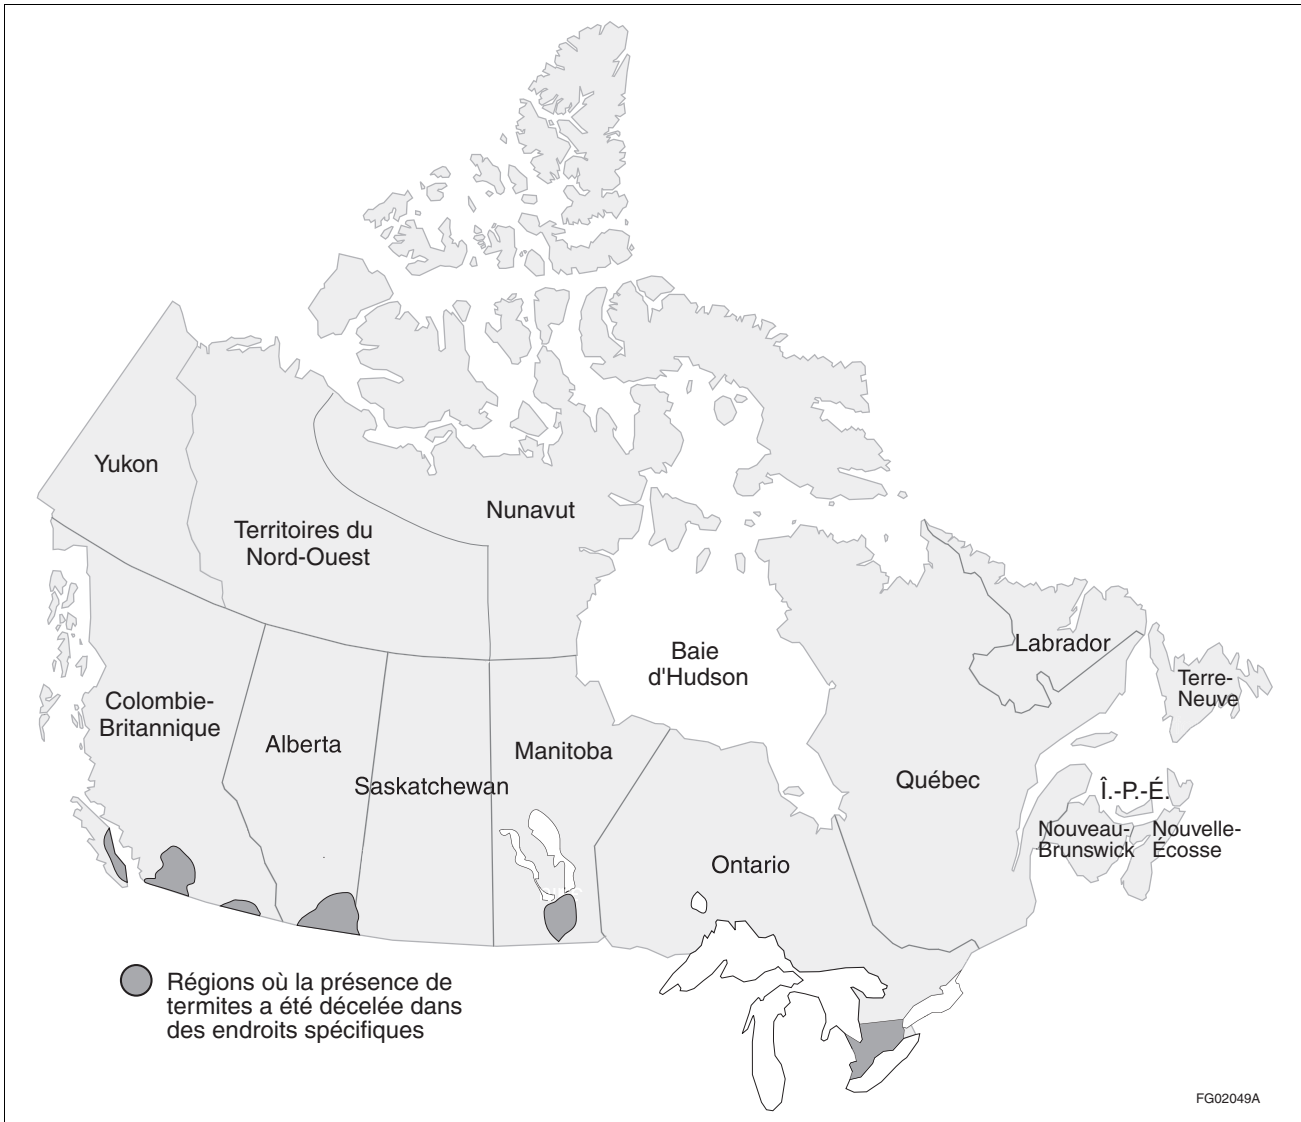 Yukon
Territoires du
Nord-Ouest
Nunavut
Baie
d'Hudson
Labrador
Terre-
Neuve
Colombie-
Britannique
Alberta
Saskatchewan
Manitoba
Ontario
Québec
Î.-P.-É.
Nouveau-
Brunswick
Nouvelle-
Écosse
Régions où la présence de
termites a été décelée dans
des endroits spécifiques
FG02049A